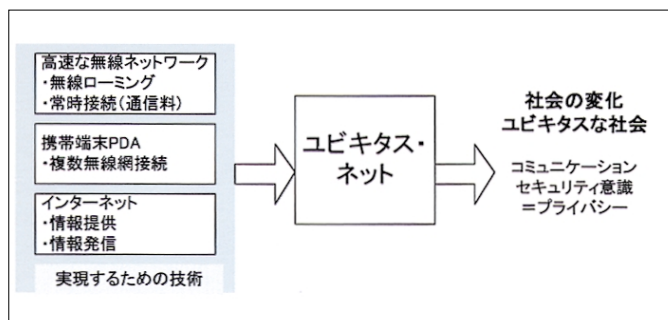 高速な無線ネットワーク
・無線ローミング
・常時接続(通信料)
携帯端末PDA
・複数無線網接続
インターネット
・情報提供
・情報発信
実現するための技術
ユビキタス・
ネット
社会の変化
ユビキタスな社会
コミュニケーション
セキュリティ意識
=プライバシー